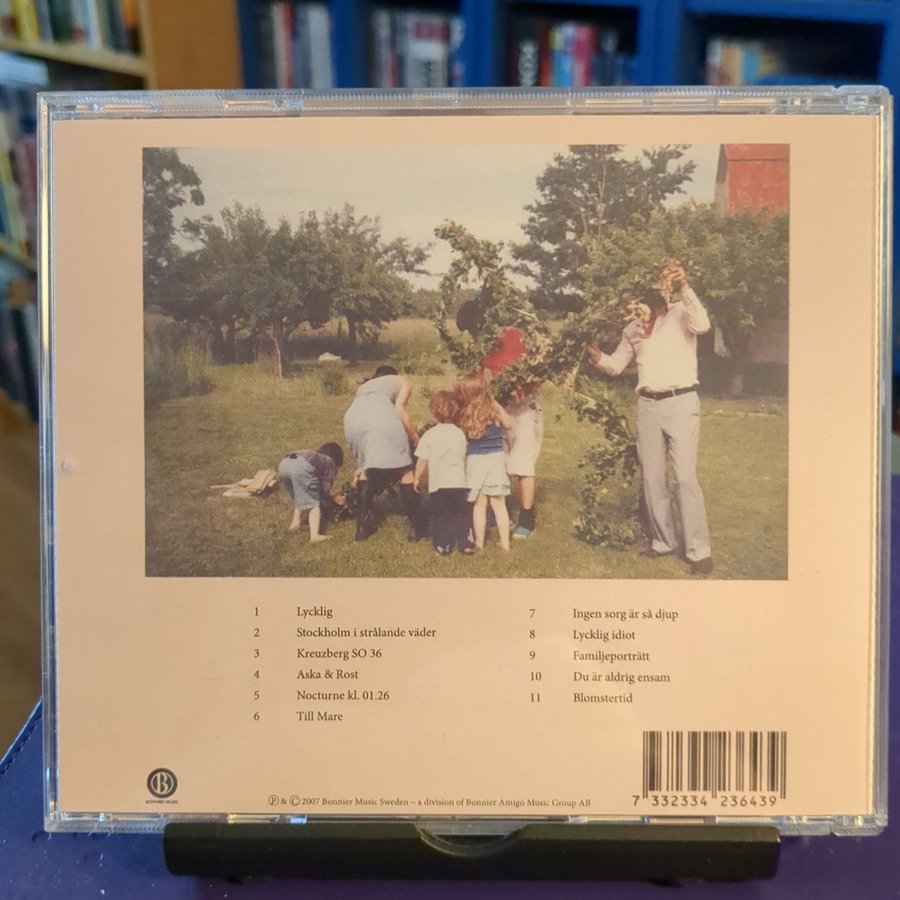 1 Lycklig
2 Stockholm i strålande väder
3 Kreuzberg SO 36
4 Aska & Rost
5 Nocturne kl. 01.26
6 Till Mare
7 Ingen sorg är så djup
8 Lycklig idiot
9 Familjeporträtt
10 Du är aldrig ensam
11 Blomstertid
B
BONNIER MUSIC
Ⓟ & © 2007 Bonnier Music Sweden – a division of Bonnier Amigo Music Group AB
7 332334 236439